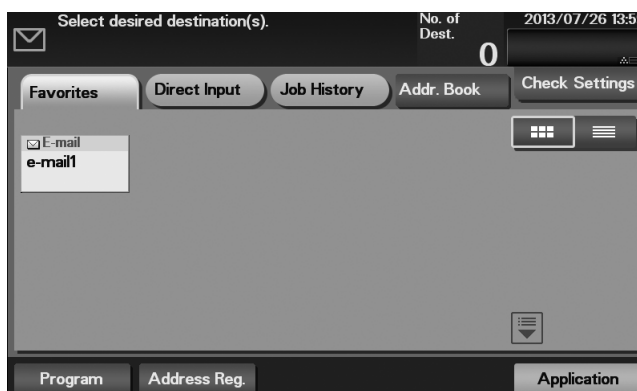 Select desired destination(s).
No. of
Dest.
0
2013/07/26 13:5
Favorites
Direct Input
Job History
Addr. Book
Check Settings
E-mail
e-mail1
Program
Address Reg.
Application